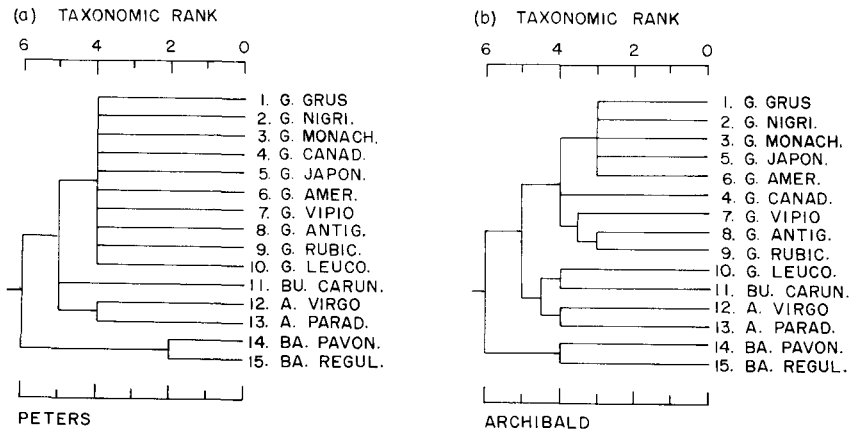 (a) TAXONOMIC RANK
6 4 2 0
1. G. GRUS
2. G. NIGRI.
3. G. MONACH.
4. G. CANAD.
5. G. JAPON.
6. G. AMER.
7. G. VIPIO
8. G. ANTIG.
9. G. RUBIC.
10. G. LEUCO.
11. BU. CARUN.
12. A. VIRGO
13. A. PARAD.
14. BA. PAVON.
15. BA. REGUL.
PETERS
(b) TAXONOMIC RANK
6 4 2 0
1. G. GRUS
2. G. NIGRI.
3. G. MONACH.
5. G. JAPON.
6. G. AMER.
4. G. CANAD.
7. G. VIPIO
8. G. ANTIG.
9. G. RUBIC.
10. G. LEUCO.
11. BU. CARUN.
12. A. VIRGO
13. A. PARAD.
14. BA. PAVON.
15. BA. REGUL.
ARCHIBALD